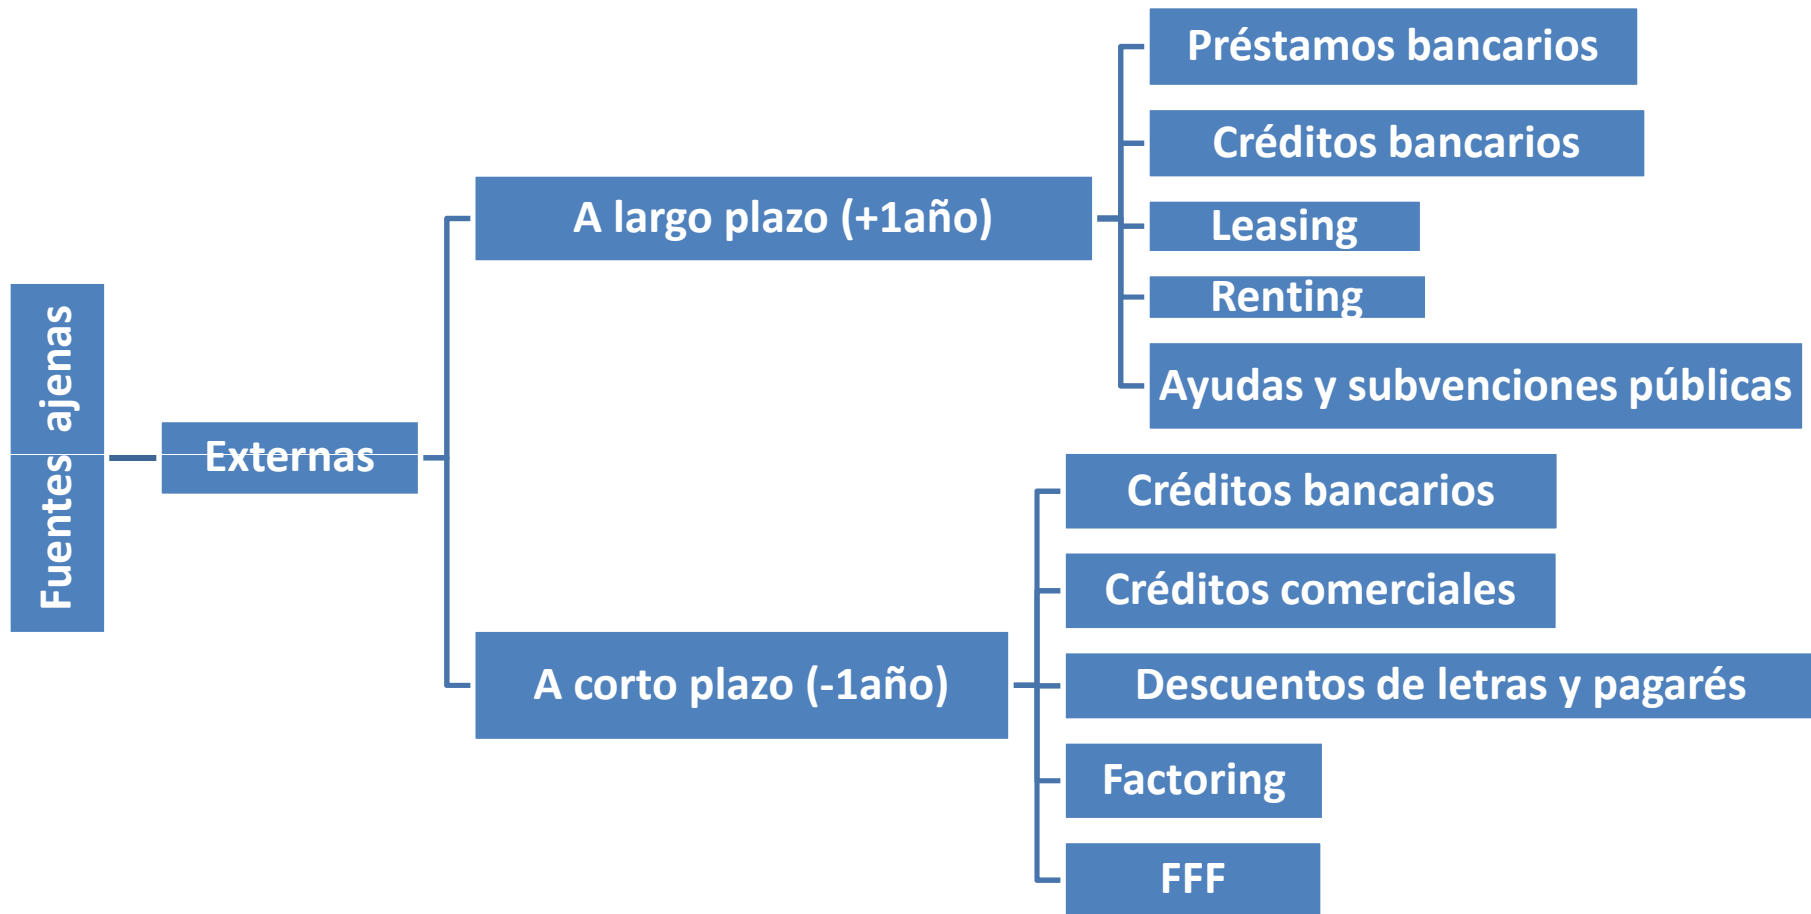 Fuentes ajenas
Externas
A largo plazo (+1año)
Préstamos bancarios
Créditos bancarios
Leasing
Renting
Ayudas y subvenciones públicas
A corto plazo (-1año)
Créditos bancarios
Créditos comerciales
Descuentos de letras y pagarés
Factoring
FFF